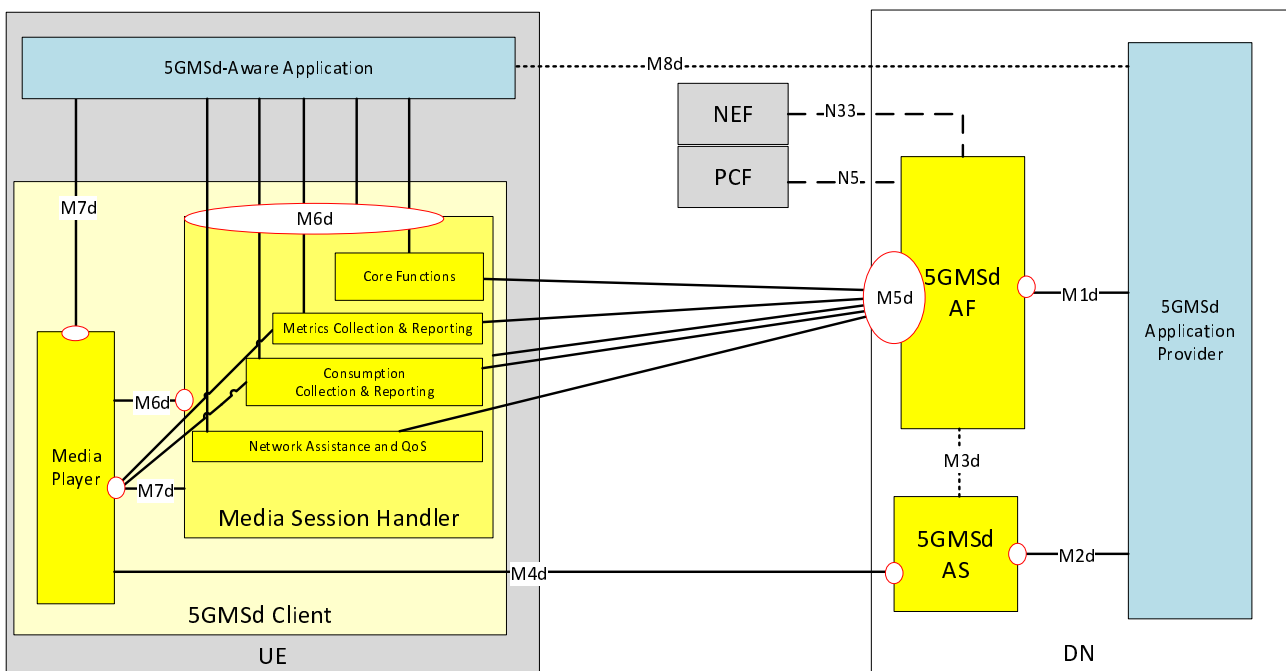 5GMSd-Aware Application
M8d
NEF
N33
PCF
N5
M7d
M6d
Core Functions
M5d
5GMSd
AF
M1d
5GMSd
Application
Provider
Metrics Collection & Reporting
Consumption
Collection & Reporting
M6d
Network Assistance and QoS
Media
Player
M7d
Media Session Handler
M3d
5GMSd
AS
M2d
M4d
5GMSd Client
UE
DN